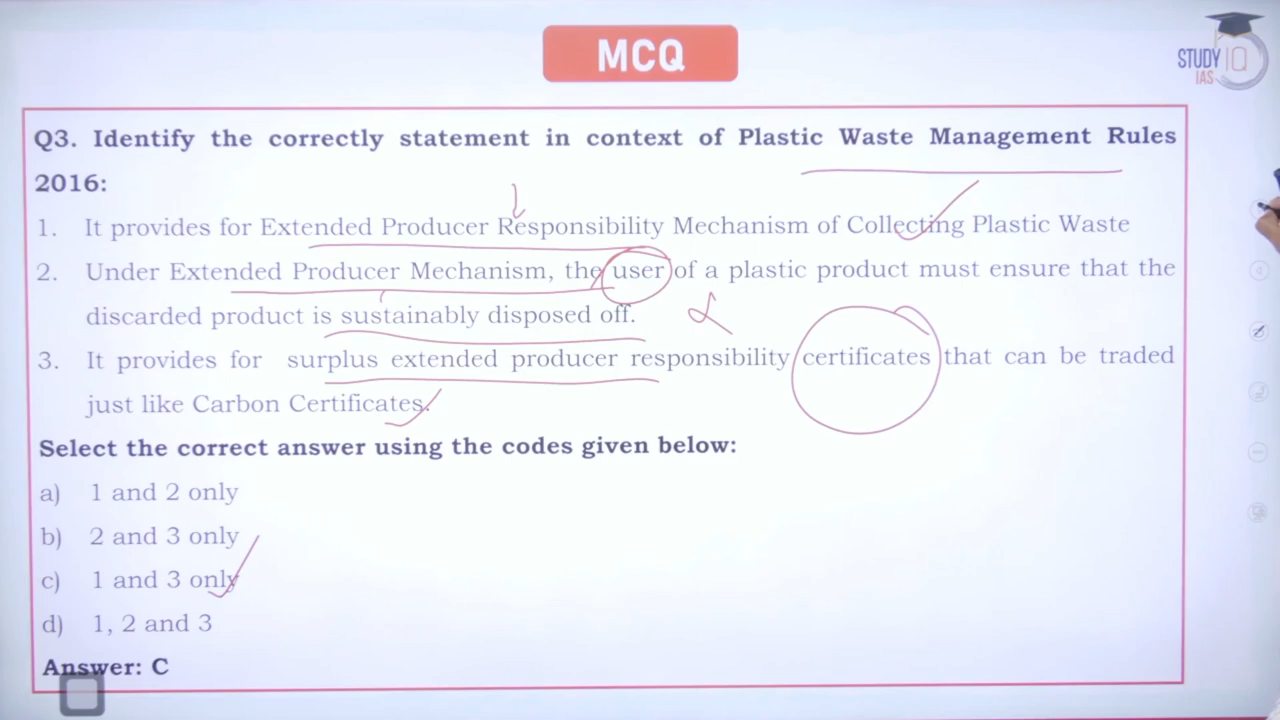 MCQ
STUDY IQ
IAS
Q3. Identify the correctly statement in context of Plastic Waste Management Rules
2016:
1. It provides for Extended Producer Responsibility Mechanism of Collecting Plastic Waste
2. Under Extended Producer Mechanism, the user of a plastic product must ensure that the
discarded product is sustainably disposed off.
3. It provides for surplus extended producer responsibility certificates that can be traded
just like Carbon Certificates.
Select the correct answer using the codes given below:
a) 1 and 2 only
b) 2 and 3 only
c) 1 and 3 only
d) 1, 2 and 3
Answer: C